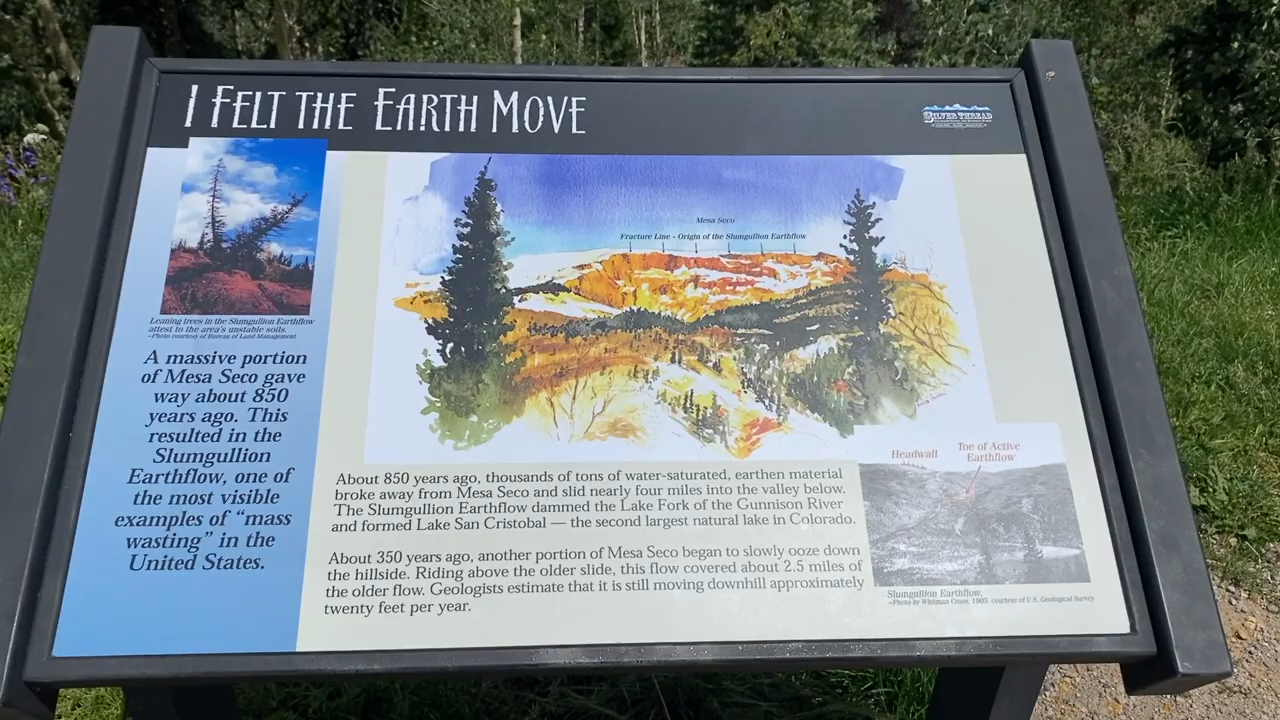 I FELT THE EARTH MOVE
SILVER THREAD
Leaning trees in the Slumgullion Earthflow
attest to the area's unstable soils.
~Photo courtesy of Bureau of Land Management
A massive portion
of Mesa Seco gave
way about 850
years ago. This
resulted in the
Slumgullion
Earthflow, one of
the most visible
examples of "mass
wasting" in the
United States.
Mesa Seco
Fracture Line - Origin of the Slumgullion Earthflow
About 850 years ago, thousands of tons of water-saturated, earthen material
broke away from Mesa Seco and slid nearly four miles into the valley below.
The Slumgullion Earthflow dammed the Lake Fork of the Gunnison River
and formed Lake San Cristobal — the second largest natural lake in Colorado.
About 350 years ago, another portion of Mesa Seco began to slowly ooze down
the hillside. Riding above the older slide, this flow covered about 2.5 miles of
the older flow. Geologists estimate that it is still moving downhill approximately
twenty feet per year.
Headwall
Toe of Active
Earthflow
Slumgullion Earthflow,
~Photo by Whitman Cross, 1905, courtesy of U.S. Geological Survey